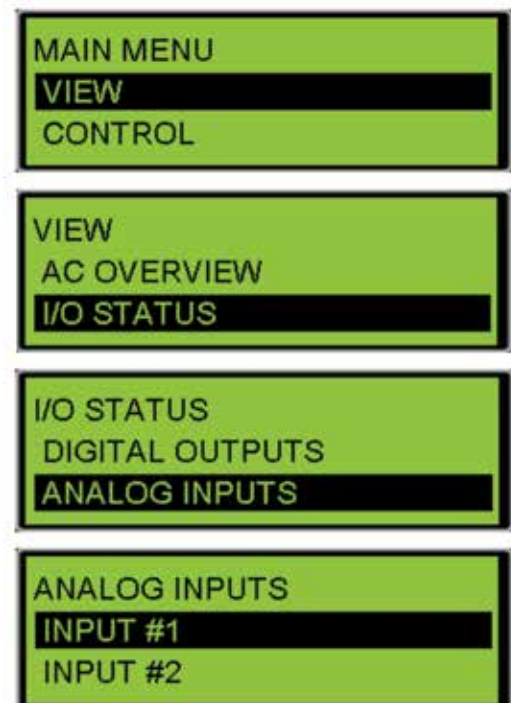 MAIN MENU
VIEW
CONTROL
VIEW
AC OVERVIEW
I/O STATUS
I/O STATUS
DIGITAL OUTPUTS
ANALOG INPUTS
ANALOG INPUTS
INPUT #1
INPUT #2